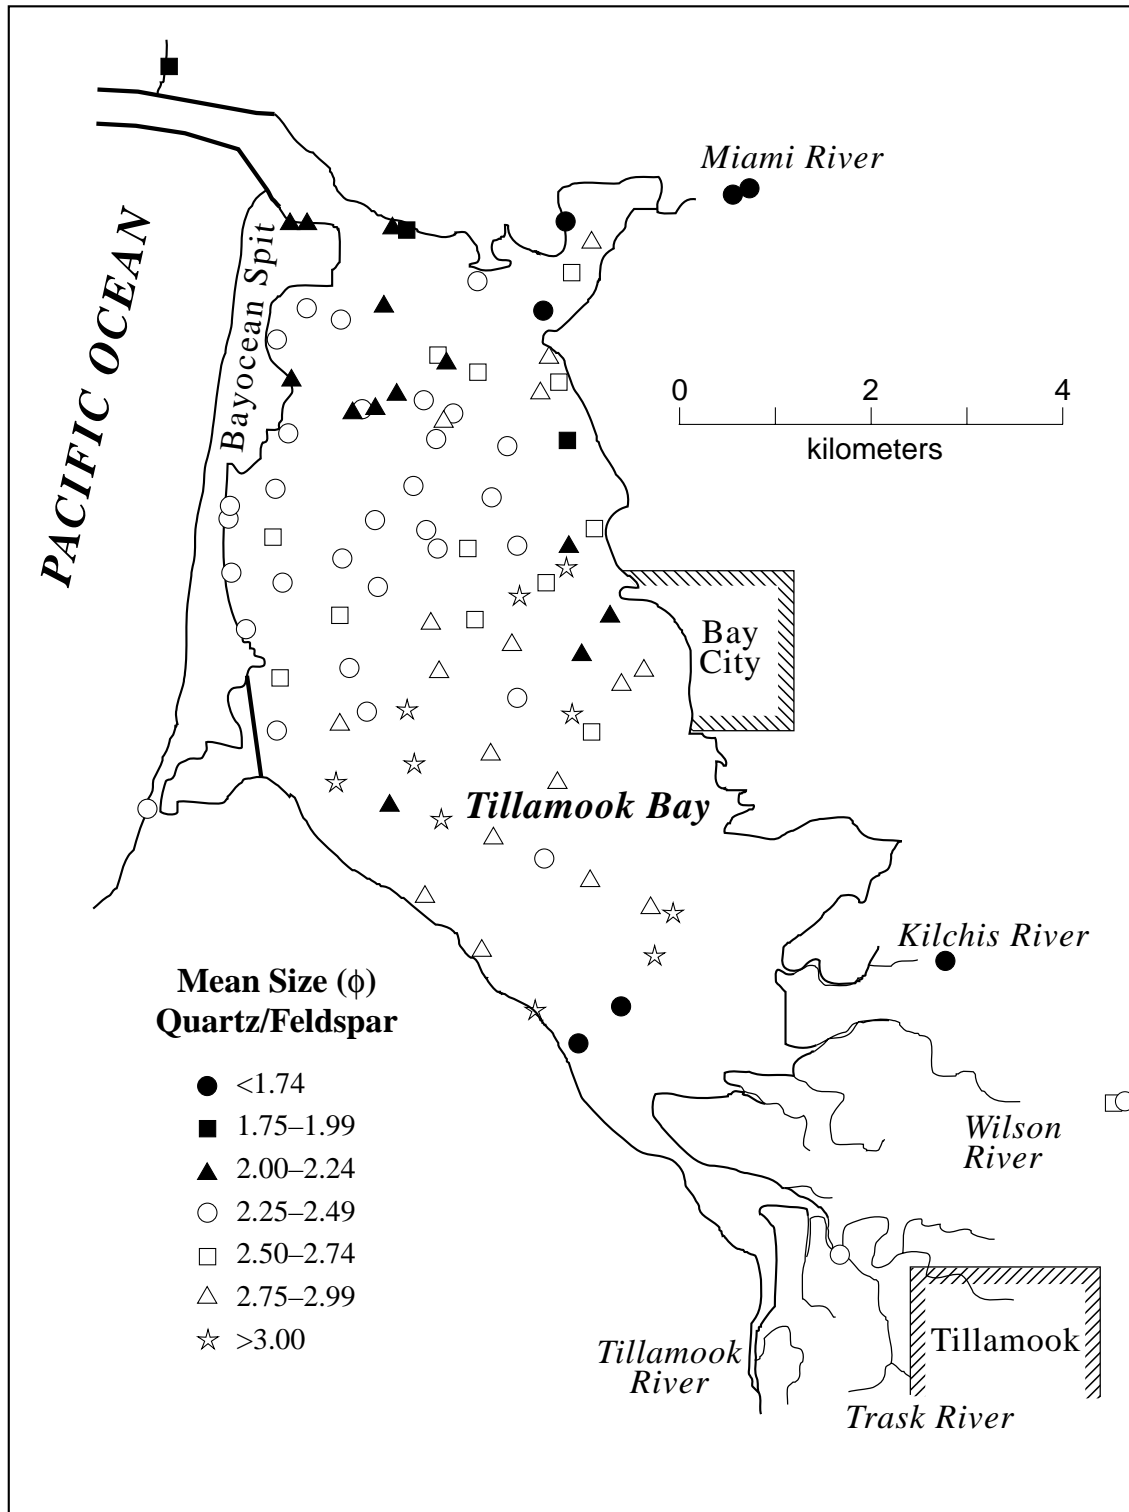 Miami River
PACIFIC OCEAN
Bayocean Spit
0 2 4
kilometers
Bay
City
Tillamook Bay
Kilchis River
Mean Size (ϕ)
Quartz/Feldspar
<1.74
1.75–1.99
2.00–2.24
2.25–2.49
2.50–2.74
2.75–2.99
>3.00
Wilson
River
Tillamook
River
Tillamook
Trask River